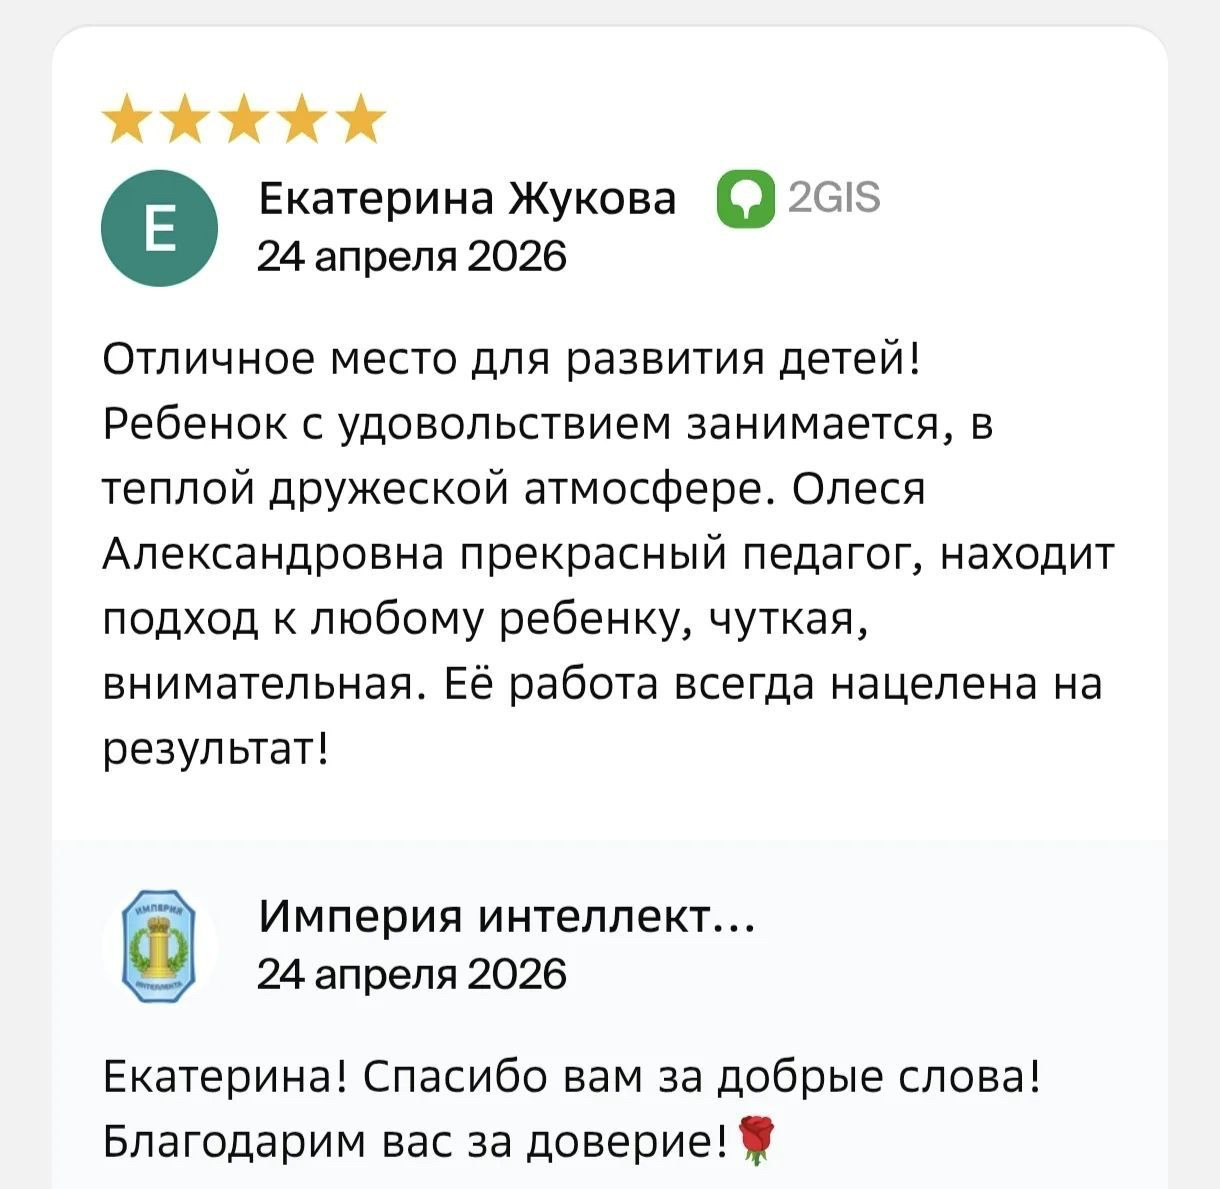 Е
Екатерина Жукова
2GIS
24 апреля 2026
Отличное место для развития детей!
Ребенок с удовольствием занимается, в
теплой дружеской атмосфере. Олеся
Александровна прекрасный педагог, находит
подход к любому ребенку, чуткая,
внимательная. Её работа всегда нацелена на
результат!
ИМПЕРИЯ
ИНТЕЛЛЕКТА
Империя интеллект...
24 апреля 2026
Екатерина! Спасибо вам за добрые слова!
Благодарим вас за доверие!🌹